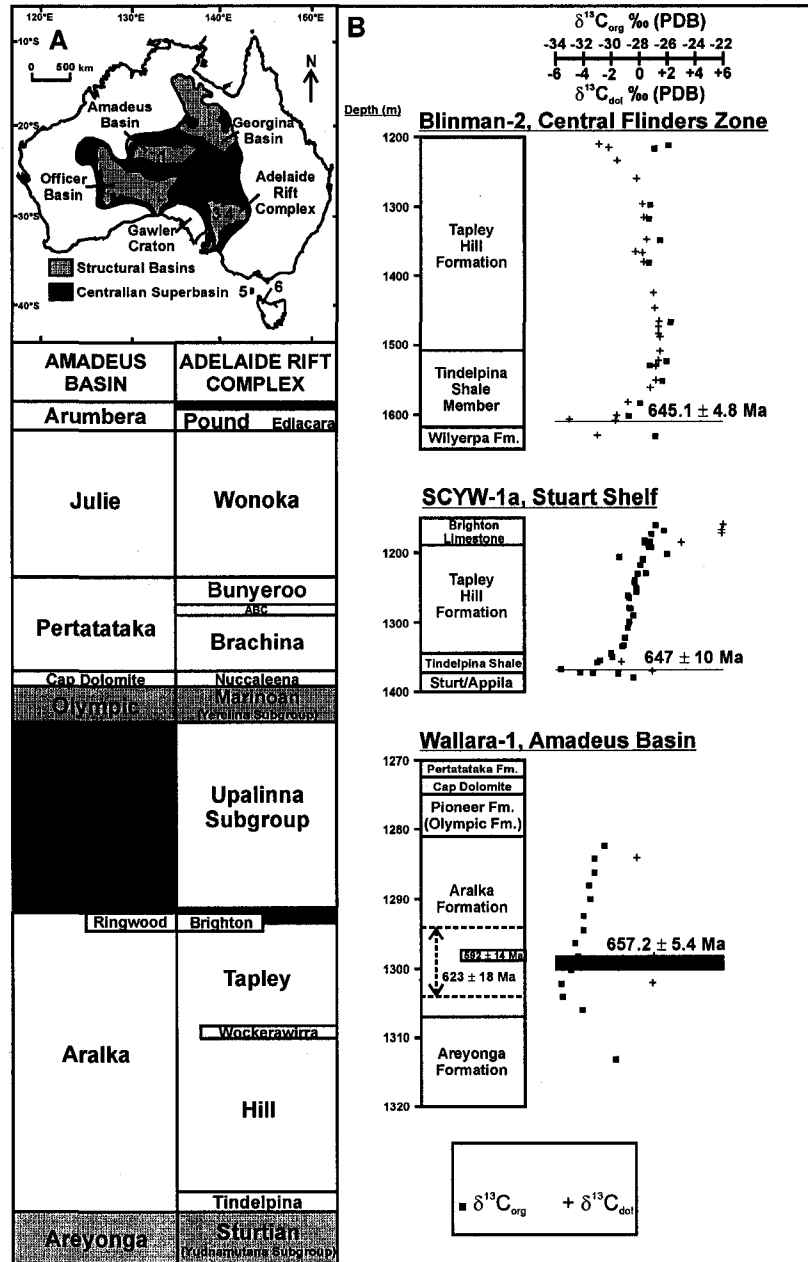 120°E 130°E 140°E 150°E
-10°S
A
0 500 km
N
Amadeus
Basin
-20°S
Georgina
Basin
Officer
Basin
-30°S
Adelaide
Rift
Complex
Gawler
Craton
Structural Basins
Centralian Superbasin
5
6
-40°S
1
3
4
AMADEUS
BASIN
ADELAIDE RIFT
COMPLEX
Arumbera
Pound Ediacara
Julie
Wonoka
Pertatataka
Bunyeroo
ABC
Brachina
Cap Dolomite
Nuccaleena
Olympic
Marinoan
(Yerelina Subgroup)
Upalinna
Subgroup
Ringwood
Brighton
Aralka
Tapley
Wockerawirra
Hill
Tindelpina
Areyonga
Sturtian
(Yudnamutana Subgroup)
B
δ¹³Corg ‰ (PDB)
-34 -32 -30 -28 -26 -24 -22
-6 -4 -2 0 +2 +4 +6
δ¹³Cdol ‰ (PDB)
Depth (m)
Blinman-2, Central Flinders Zone
1200
1300
1400
1500
1600
Tapley
Hill
Formation
Tindelpina
Shale
Member
Wilyerpa Fm.
645.1 ± 4.8 Ma
SCYW-1a, Stuart Shelf
1200
1300
1400
Brighton
Limestone
Tapley
Hill
Formation
Tindelpina Shale
Sturt/Appila
647 ± 10 Ma
Wallara-1, Amadeus Basin
1270
1280
1290
1300
1310
1320
Pertatataka Fm.
Cap Dolomite
Pioneer Fm.
(Olympic Fm.)
Aralka
Formation
592 ± 14 Ma
623 ± 18 Ma
Areyonga
Formation
657.2 ± 5.4 Ma
δ¹³Corg
+ δ¹³Cdol